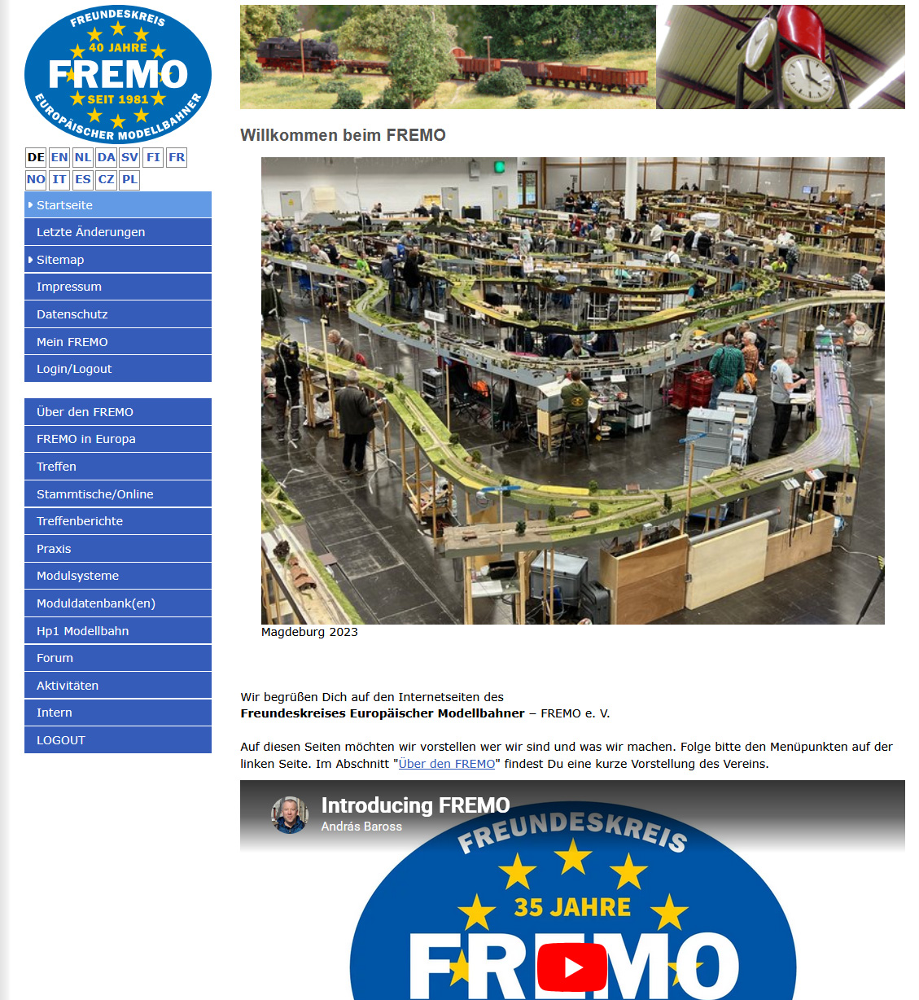 FREUNDESKREIS
40 JAHRE
FREMO
SEIT 1981
EUROPÄISCHER MODELLBAHNER
DE EN NL DA SV FI FR
NO IT ES CZ PL
Startseite
Letzte Änderungen
Sitemap
Impressum
Datenschutz
Mein FREMO
Login/Logout
Über den FREMO
FREMO in Europa
Treffen
Stammtische/Online
Treffenberichte
Praxis
Modulsysteme
Moduldatenbank(en)
Hp1 Modellbahn
Forum
Aktivitäten
Intern
LOGOUT
Willkommen beim FREMO
Magdeburg 2023
Wir begrüßen Dich auf den Internetseiten des
Freundeskreises Europäischer Modellbahner – FREMO e. V.
Auf diesen Seiten möchten wir vorstellen wer wir sind und was wir machen. Folge bitte den Menüpunkten auf der
linken Seite. Im Abschnitt "Über den FREMO" findest Du eine kurze Vorstellung des Vereins.
Introducing FREMO
András Baross
FREUNDESKREIS
35 JAHRE
FREMO